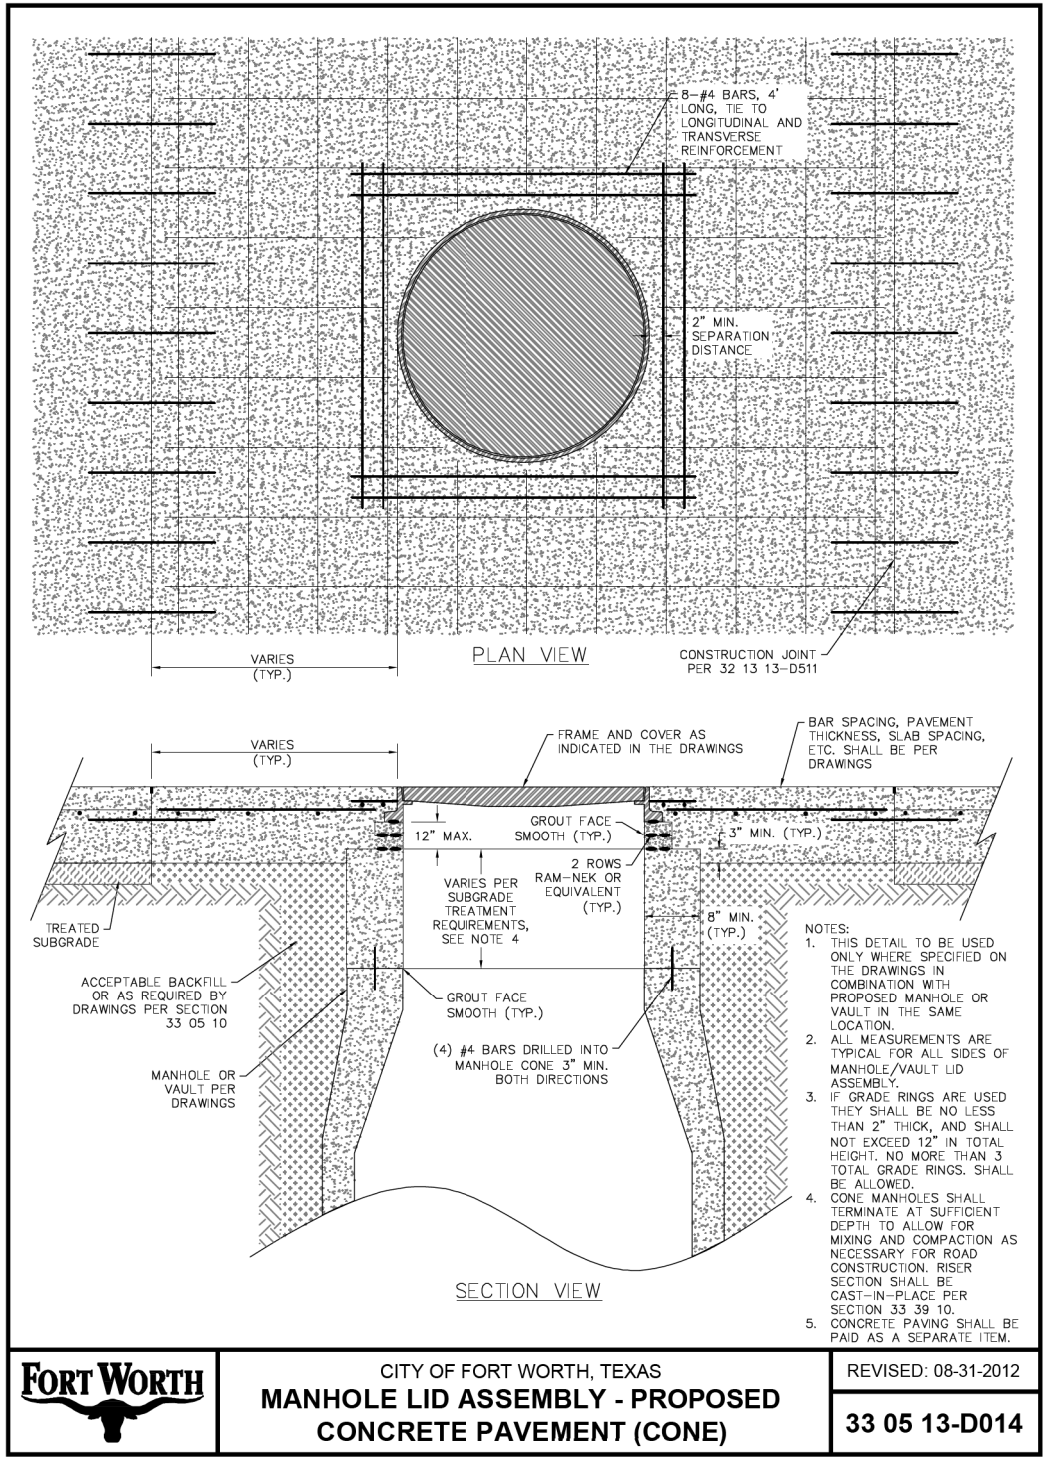 8-#4 BARS, 4'
LONG, TIE TO
LONGITUDINAL AND
TRANSVERSE
REINFORCEMENT
2" MIN.
SEPARATION
DISTANCE
VARIES
(TYP.)
PLAN VIEW
CONSTRUCTION JOINT
PER 32 13 13-D511
VARIES
(TYP.)
FRAME AND COVER AS
INDICATED IN THE DRAWINGS
BAR SPACING, PAVEMENT
THICKNESS, SLAB SPACING,
ETC. SHALL BE PER
DRAWINGS
12" MAX.
GROUT FACE
SMOOTH (TYP.)
3" MIN. (TYP.)
2 ROWS
RAM-NEK OR
EQUIVALENT
(TYP.)
VARIES PER
SUBGRADE
TREATMENT
REQUIREMENTS,
SEE NOTE 4
8" MIN.
(TYP.)
TREATED
SUBGRADE
ACCEPTABLE BACKFILL
OR AS REQUIRED BY
DRAWINGS PER SECTION
33 05 10
GROUT FACE
SMOOTH (TYP.)
(4) #4 BARS DRILLED INTO
MANHOLE CONE 3" MIN.
BOTH DIRECTIONS
MANHOLE OR
VAULT PER
DRAWINGS
SECTION VIEW
NOTES:
1. THIS DETAIL TO BE USED
ONLY WHERE SPECIFIED ON
THE DRAWINGS IN
COMBINATION WITH
PROPOSED MANHOLE OR
VAULT IN THE SAME
LOCATION.
2. ALL MEASUREMENTS ARE
TYPICAL FOR ALL SIDES OF
MANHOLE/VAULT LID
ASSEMBLY.
3. IF GRADE RINGS ARE USED
THEY SHALL BE NO LESS
THAN 2" THICK, AND SHALL
NOT EXCEED 12" IN TOTAL
HEIGHT. NO MORE THAN 3
TOTAL GRADE RINGS. SHALL
BE ALLOWED.
4. CONE MANHOLES SHALL
TERMINATE AT SUFFICIENT
DEPTH TO ALLOW FOR
MIXING AND COMPACTION AS
NECESSARY FOR ROAD
CONSTRUCTION. RISER
SECTION SHALL BE
CAST-IN-PLACE PER
SECTION 33 39 10.
5. CONCRETE PAVING SHALL BE
PAID AS A SEPARATE ITEM.
FORT WORTH
CITY OF FORT WORTH, TEXAS
MANHOLE LID ASSEMBLY - PROPOSED
CONCRETE PAVEMENT (CONE)
REVISED: 08-31-2012
33 05 13-D014